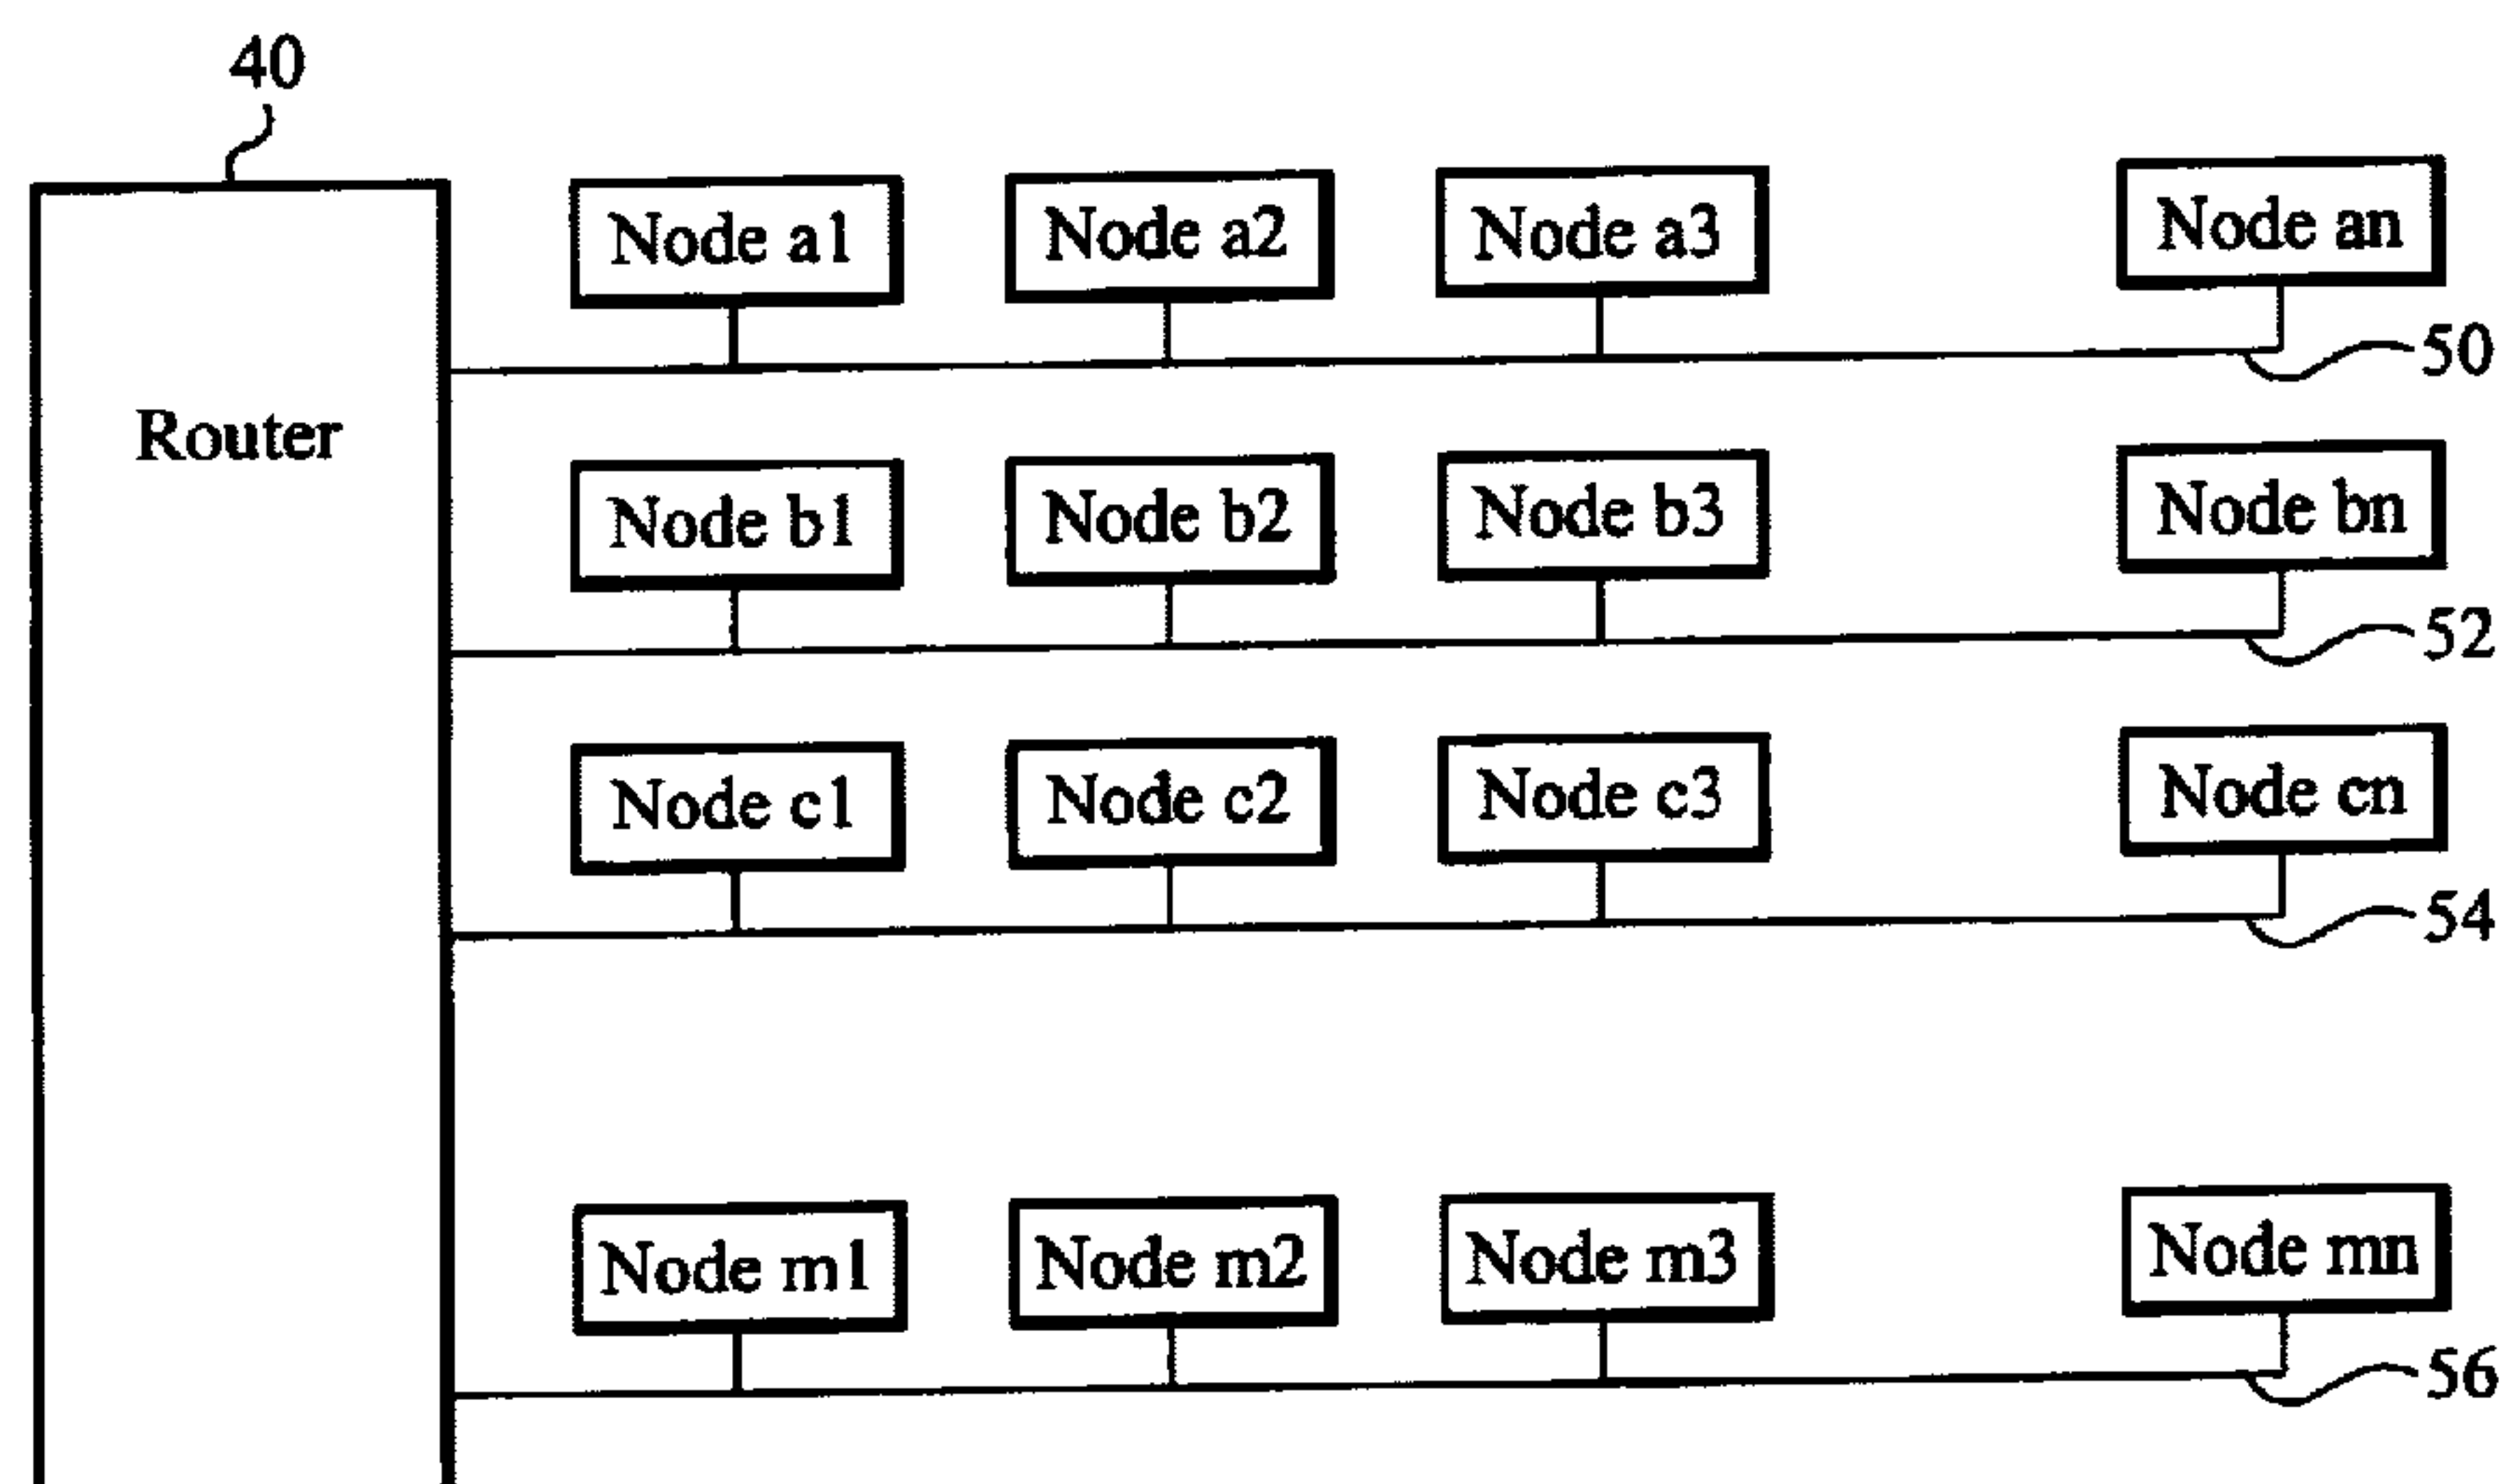 40
Node a1 Node a2 Node a3 Node an
50
Router
Node b1 Node b2 Node b3 Node bn
52
Node c1 Node c2 Node c3 Node cn
54
Node m1 Node m2 Node m3 Node mn
56